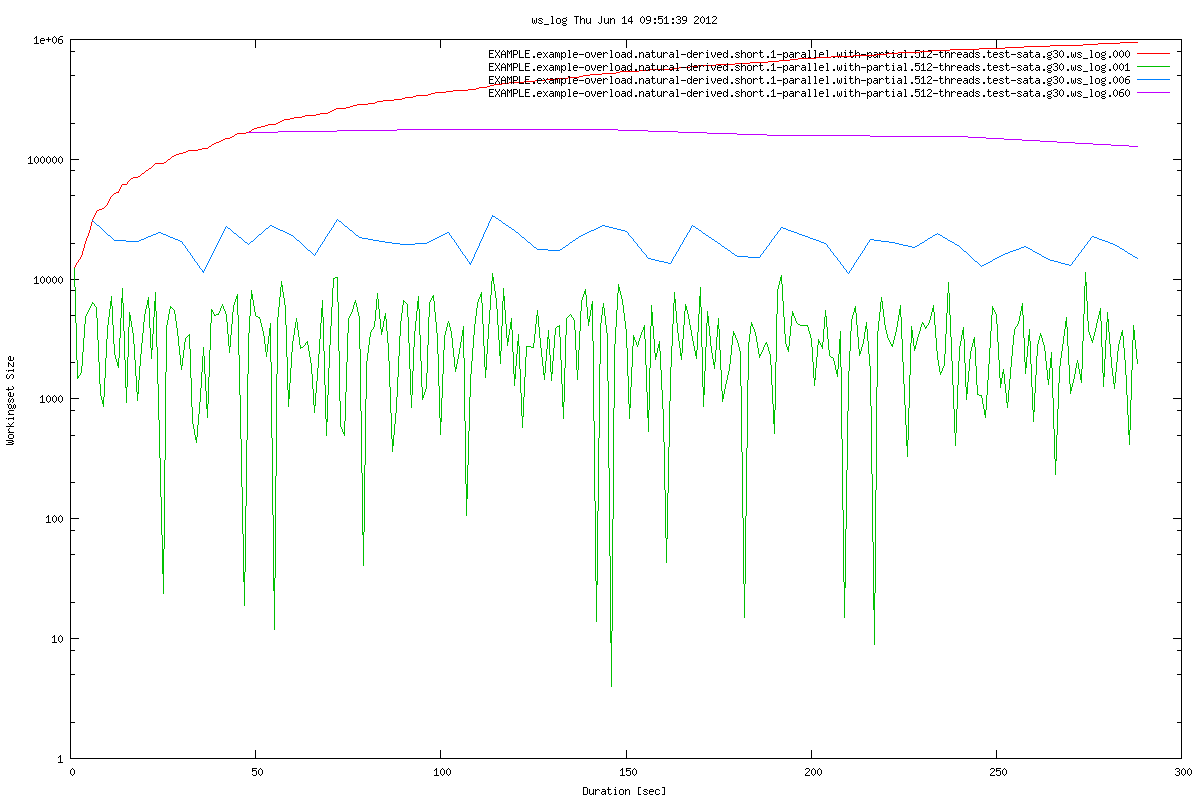 ws_log Thu Jun 14 09:51:39 2012
1e+06
EXAMPLE.example-overload.natural-derived.short.1-parallel.with-partial.512-threads.test-sata.g30.ws_log.000
EXAMPLE.example-overload.natural-derived.short.1-parallel.with-partial.512-threads.test-sata.g30.ws_log.001
EXAMPLE.example-overload.natural-derived.short.1-parallel.with-partial.512-threads.test-sata.g30.ws_log.006
EXAMPLE.example-overload.natural-derived.short.1-parallel.with-partial.512-threads.test-sata.g30.ws_log.060
100000
10000
1000
100
10
1
Workingset Size
0 50 100 150 200 250 300
Duration [sec]